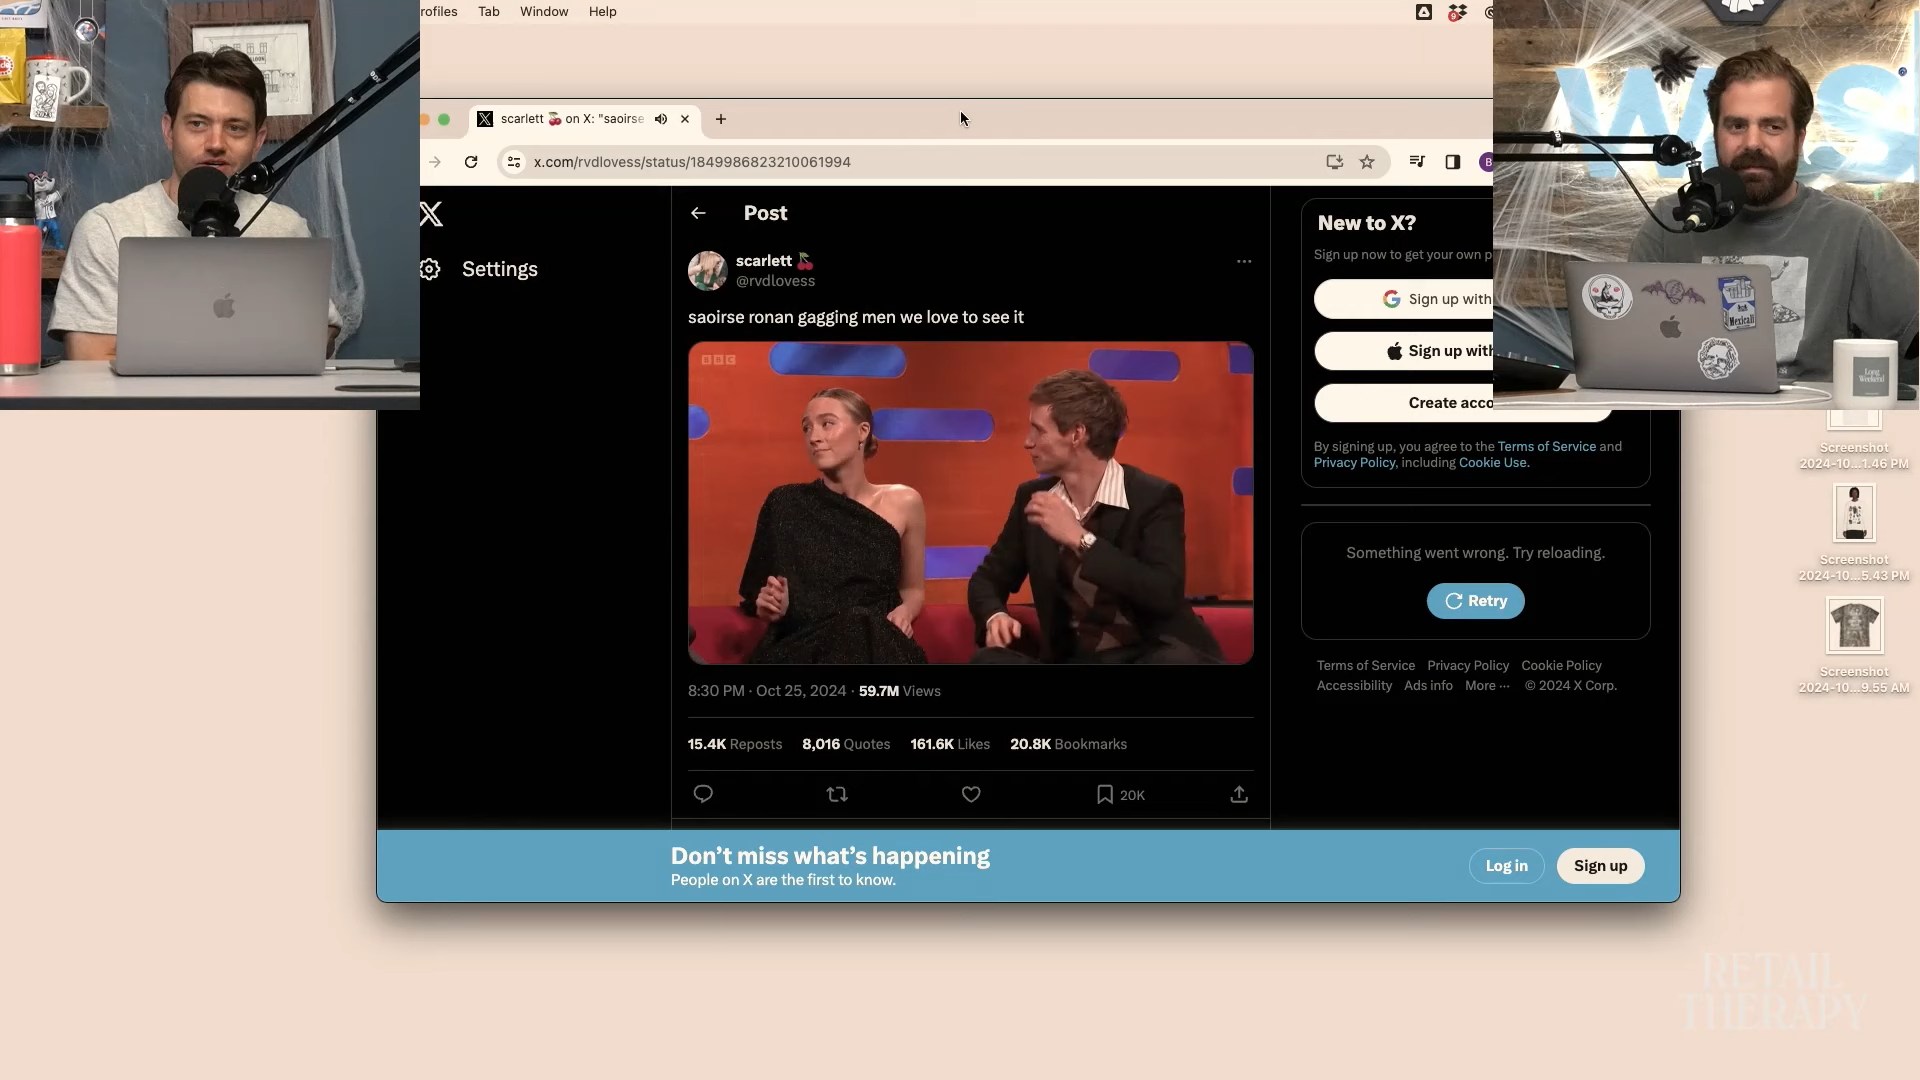 rofiles Tab Window Help
9
scarlett 🍒 on X: "saoirse
x.com/rvdlovess/status/1849986823210061994
B
Settings
Post
scarlett 🍒
@rvdlovess
saoirse ronan gagging men we love to see it
BBC
8:30 PM · Oct 25, 2024 · 59.7M Views
15.4K Reposts 8,016 Quotes 161.6K Likes 20.8K Bookmarks
20K
New to X?
Sign up now to get your own p
Sign up with
Sign up with
Create acco
By signing up, you agree to the Terms of Service and
Privacy Policy, including Cookie Use.
Something went wrong. Try reloading.
Retry
Terms of Service Privacy Policy Cookie Policy
Accessibility Ads info More ··· © 2024 X Corp.
Don’t miss what’s happening
People on X are the first to know.
Log in
Sign up
Mexicali
Long
Weekend
Screenshot
2024-10...1.46 PM
Screenshot
2024-10...5.43 PM
Screenshot
2024-10...9.55 AM
RETAIL
THERAPY